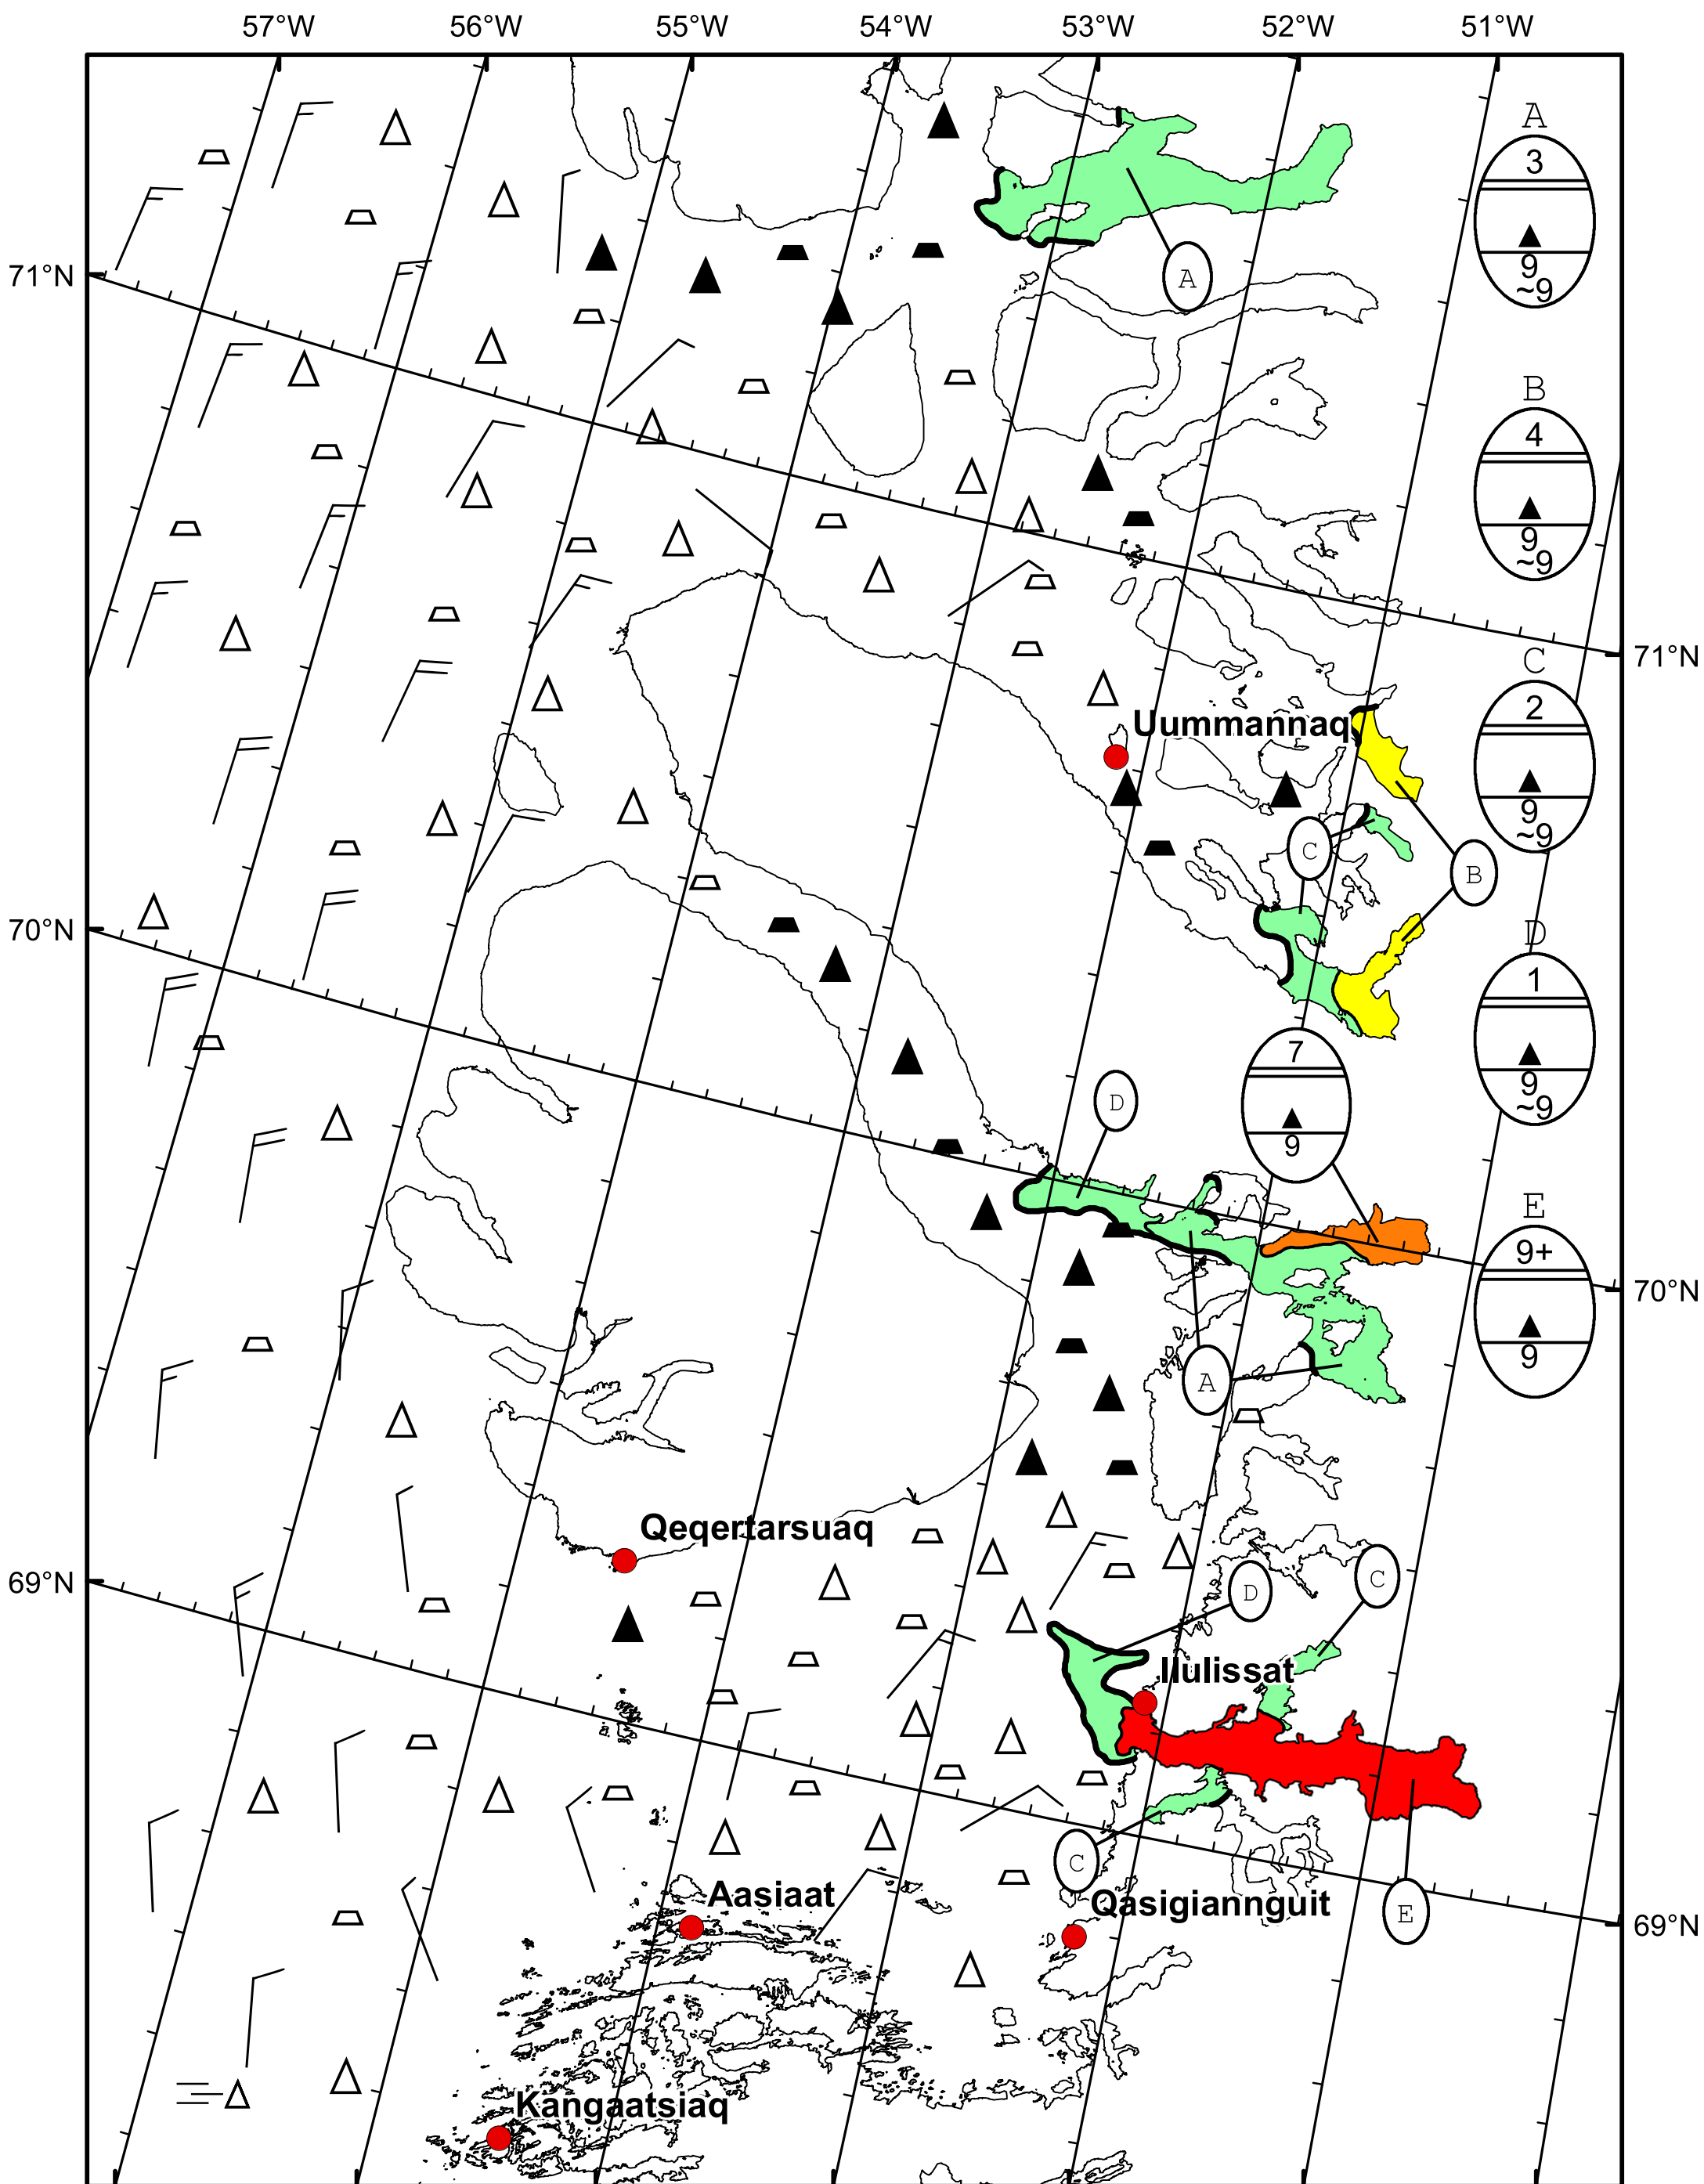 57°W 56°W 55°W 54°W 53°W 52°W 51°W
A
3
9
~9
A
71°N
B
4
9
~9
71°N
C
2
9
~9
Uummannaq
C
B
70°N
D
1
9
~9
7
9
D
E
9+
9
70°N
A
Qeqertarsuaq
69°N
D
C
Ilulissat
C
Aasiaat
Qasigiannguit
E
69°N
Kangaatsiaq